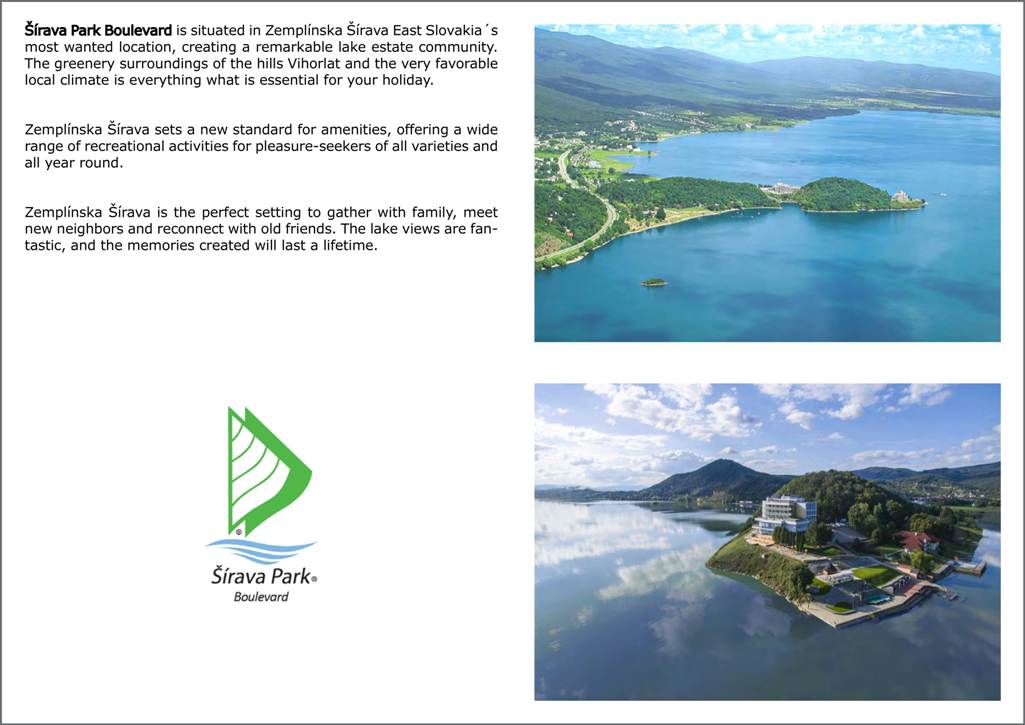 Šírava Park Boulevard is situated in Zemplínska Šírava East Slovakia´s
most wanted location, creating a remarkable lake estate community.
The greenery surroundings of the hills Vihorlat and the very favorable
local climate is everything what is essential for your holiday.
Zemplínska Šírava sets a new standard for amenities, offering a wide
range of recreational activities for pleasure-seekers of all varieties and
all year round.
Zemplínska Šírava is the perfect setting to gather with family, meet
new neighbors and reconnect with old friends. The lake views are fan-
tastic, and the memories created will last a lifetime.
®
Šírava Park®
Boulevard